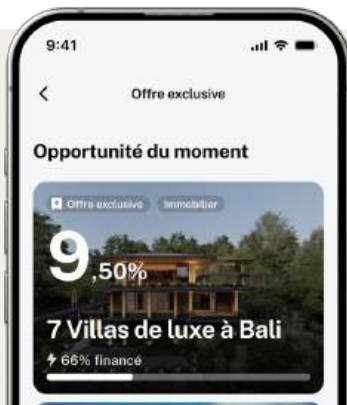 9:41
Offre exclusive
Opportunité du moment
Offre exclusive Immobilier
9,50%
7 Villas de luxe à Bali
66% financé